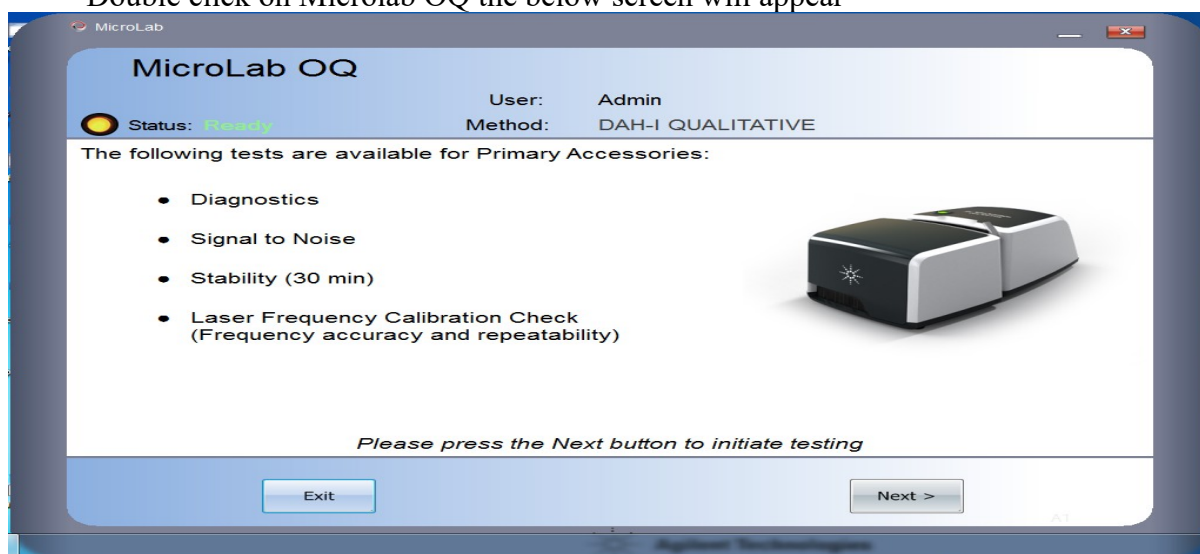 Double click on Microlab OQ the below screen will appear
MicroLab
MicroLab OQ
User: Admin
Status: Ready Method: DAH-I QUALITATIVE
The following tests are available for Primary Accessories:
• Diagnostics
• Signal to Noise
• Stability (30 min)
• Laser Frequency Calibration Check
(Frequency accuracy and repeatability)
Please press the Next button to initiate testing
Exit Next >
A1
Agilent Technologies